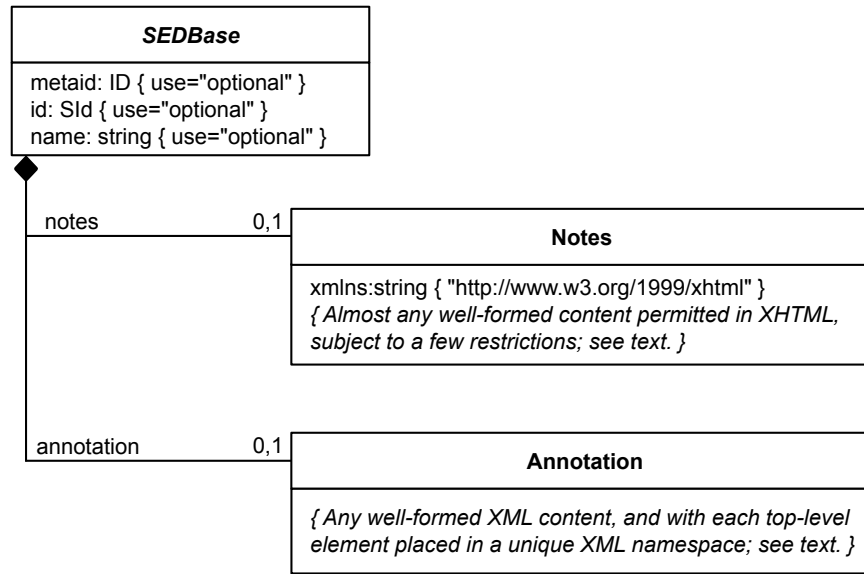 SEDBase
metaid: ID { use="optional" }
id: SId { use="optional" }
name: string { use="optional" }
notes
0,1
Notes
xmlns:string { "http://www.w3.org/1999/xhtml" }
{ Almost any well-formed content permitted in XHTML,
subject to a few restrictions; see text. }
annotation
0,1
Annotation
{ Any well-formed XML content, and with each top-level
element placed in a unique XML namespace; see text. }